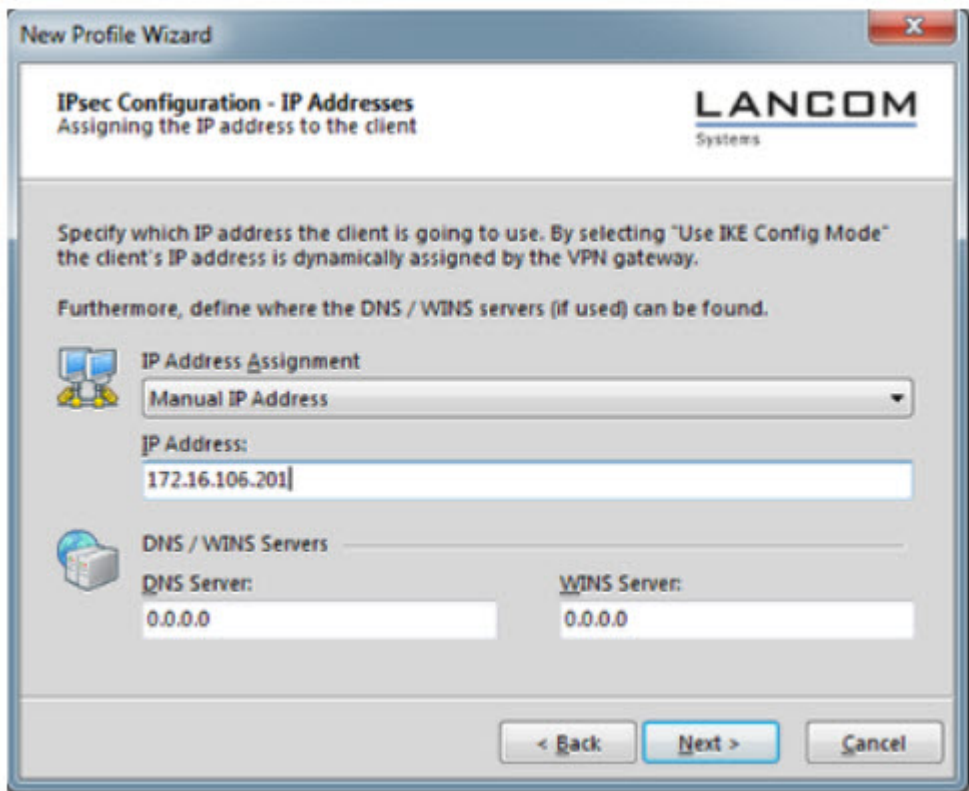 New Profile Wizard
IPsec Configuration - IP Addresses
Assigning the IP address to the client
LANCOM
Systems
Specify which IP address the client is going to use. By selecting "Use IKE Config Mode"
the client's IP address is dynamically assigned by the VPN gateway.
Furthermore, define where the DNS / WINS servers (if used) can be found.
IP Address Assignment
Manual IP Address
IP Address:
172.16.106.201
DNS / WINS Servers
DNS Server:
WINS Server:
0.0.0.0
0.0.0.0
< Back
Next >
Cancel